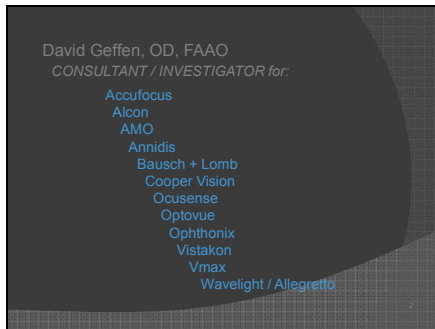 David Geffen, OD, FAAO
CONSULTANT / INVESTIGATOR for:
Accufocus
Alcon
AMO
Annidis
Bausch + Lomb
Cooper Vision
Ocusense
Optovue
Ophthonix
Vistakon
Vmax
Wavelight / Allegretto
2